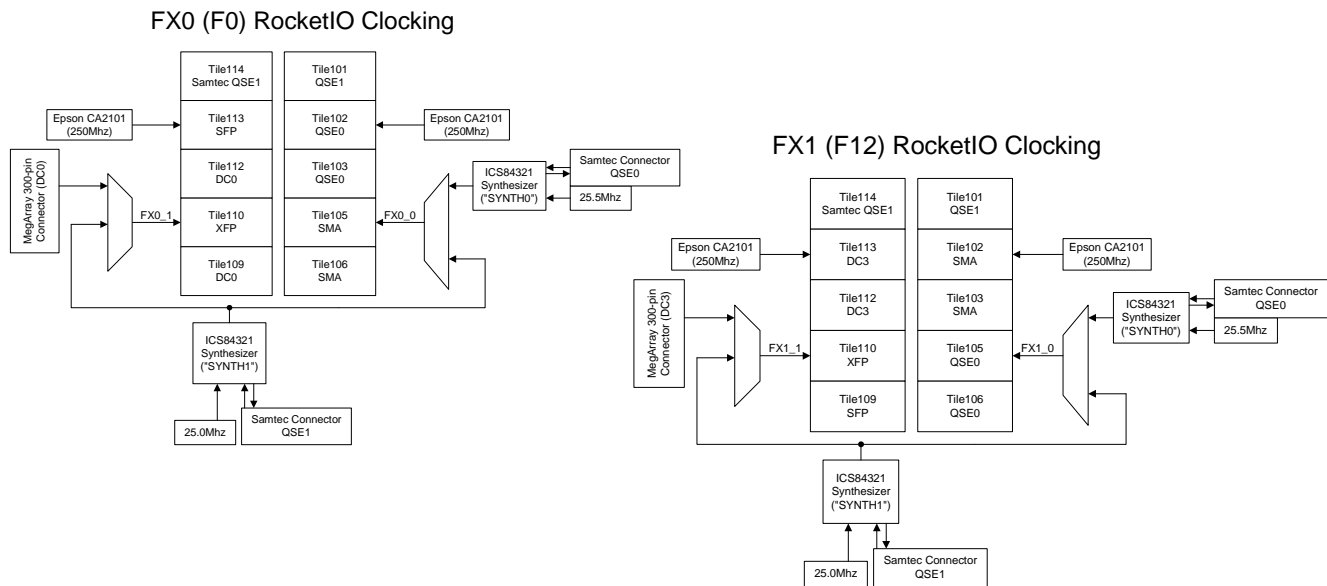 FX0 (F0) RocketIO Clocking
Tile114
Samtec QSE1
Tile113
SFP
Tile112
DC0
Tile110
XFP
Tile109
DC0
Tile101
QSE1
Tile102
QSE0
Tile103
QSE0
Tile105
SMA
Tile106
SMA
Epson CA2101
(250Mhz)
Epson CA2101
(250Mhz)
MegArray 300-pin
Connector (DC0)
FX0_1
FX0_0
ICS84321
Synthesizer
("SYNTH0")
Samtec Connector
QSE0
25.5Mhz
ICS84321
Synthesizer
("SYNTH1")
25.0Mhz
Samtec Connector
QSE1
FX1 (F12) RocketIO Clocking
Tile114
Samtec QSE1
Tile113
DC3
Tile112
DC3
Tile110
XFP
Tile109
SFP
Tile101
QSE1
Tile102
SMA
Tile103
SMA
Tile105
QSE0
Tile106
QSE0
Epson CA2101
(250Mhz)
Epson CA2101
(250Mhz)
MegArray 300-pin
Connector (DC3)
FX1_1
FX1_0
ICS84321
Synthesizer
("SYNTH0")
Samtec Connector
QSE0
25.5Mhz
ICS84321
Synthesizer
("SYNTH1")
25.0Mhz
Samtec Connector
QSE1